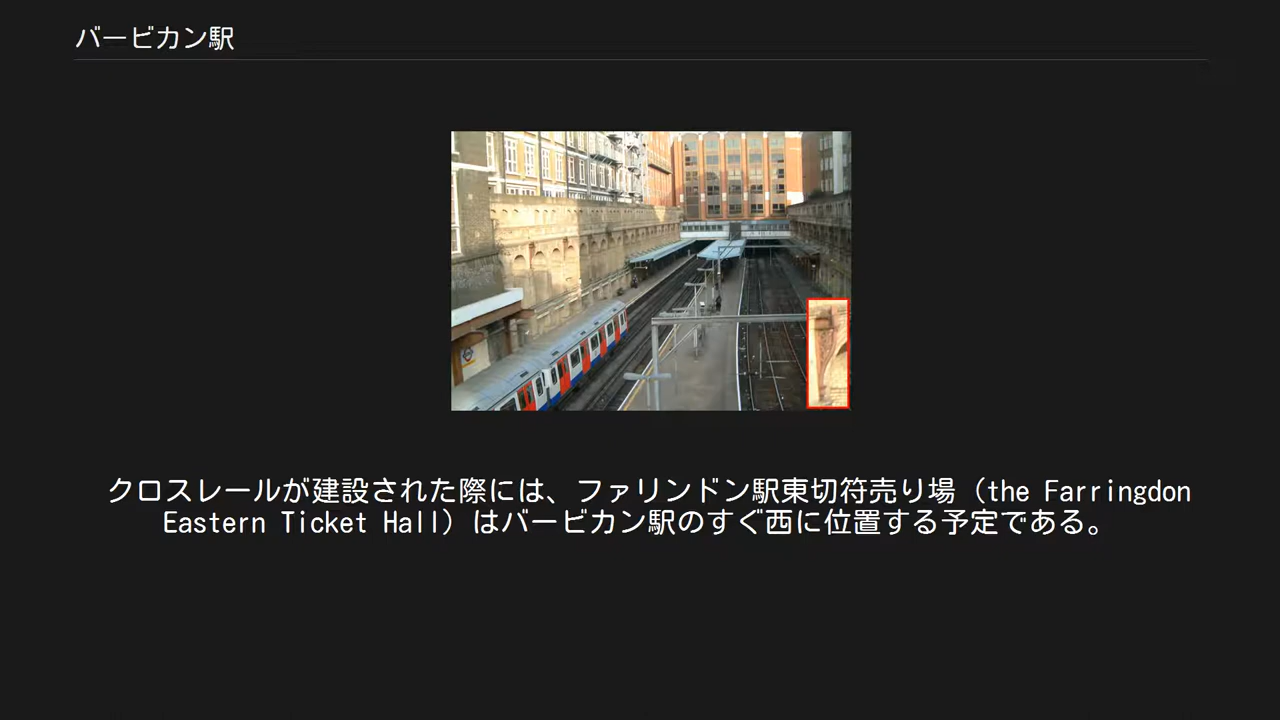 バービカン駅
クロスレールが建設された際には、ファリンドン駅東切符売り場（the Farringdon
Eastern Ticket Hall）はバービカン駅のすぐ西に位置する予定である。